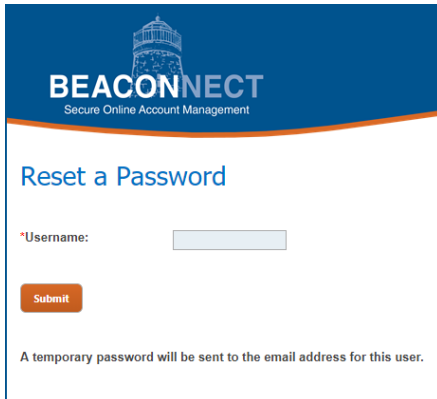 BEACONNECT
Secure Online Account Management
Reset a Password
*Username:
Submit
A temporary password will be sent to the email address for this user.